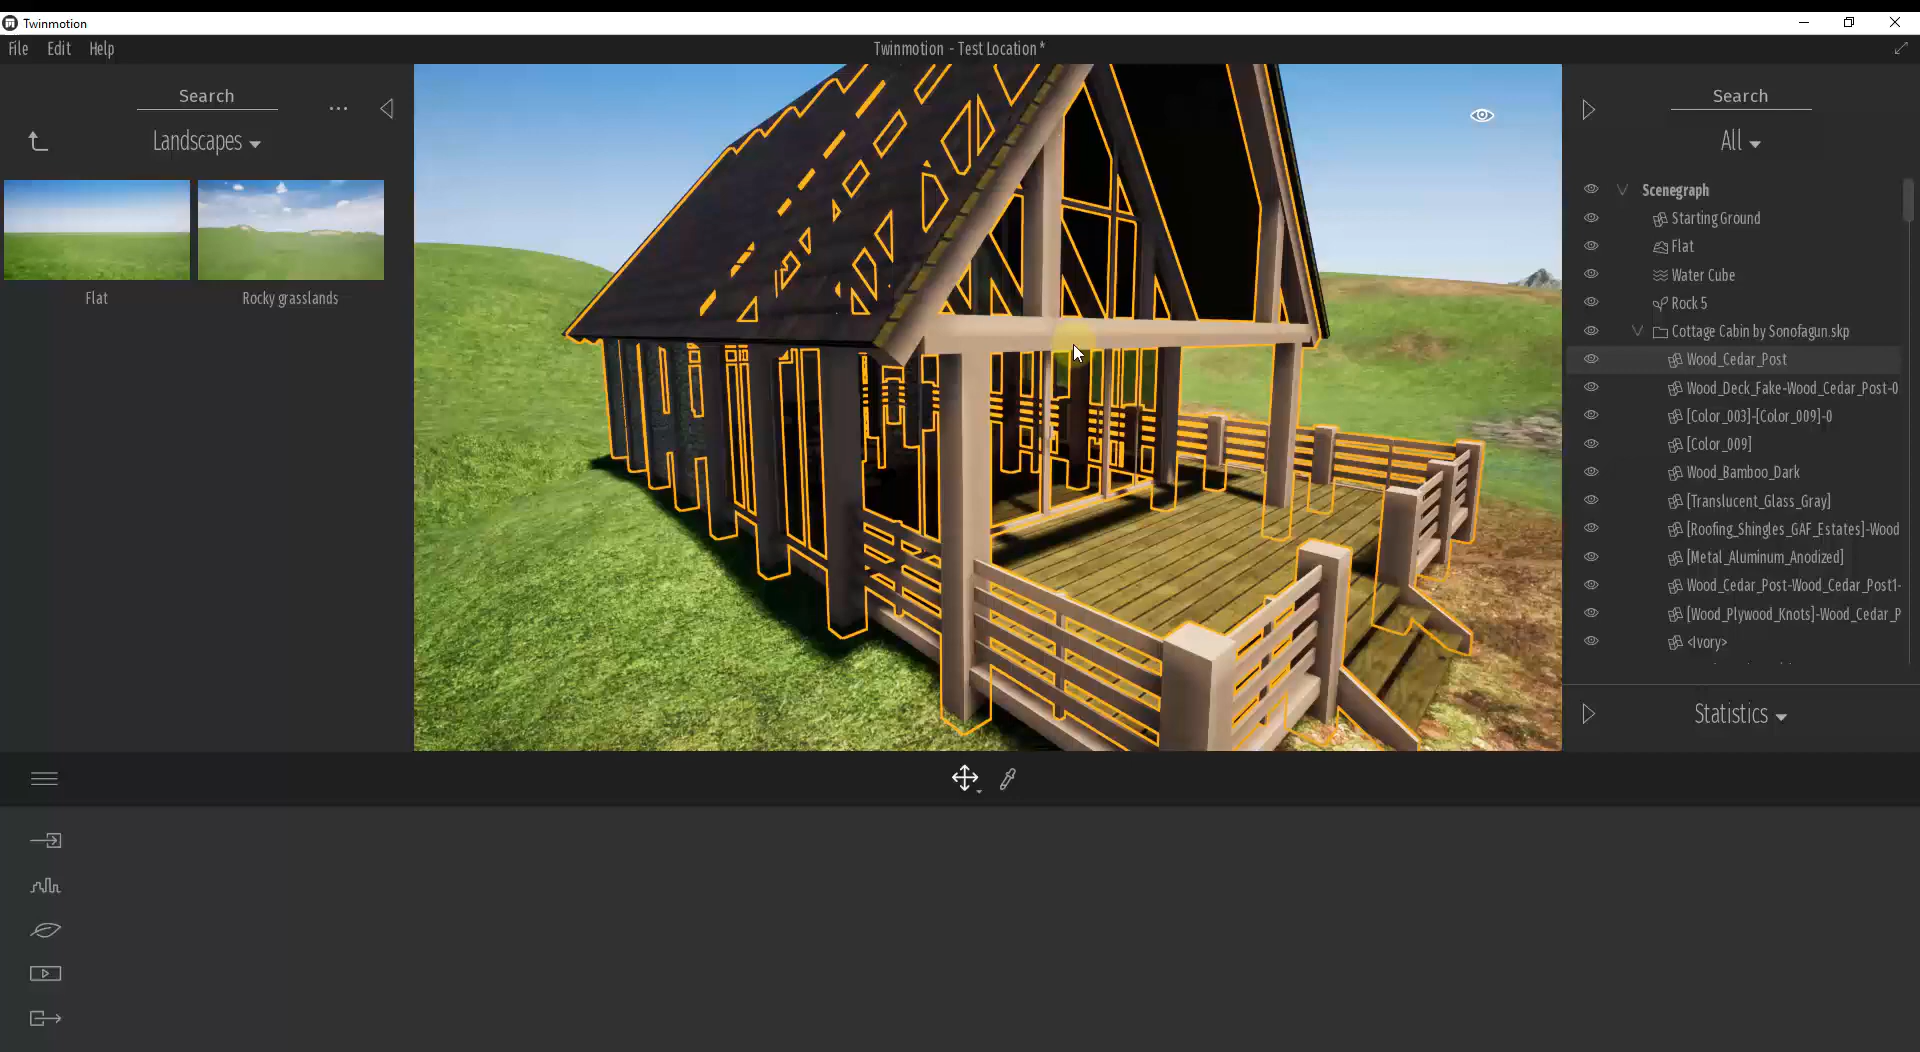 Twinmotion
File Edit Help
Twinmotion - Test Location*
Search
Landscapes
Flat
Rocky grasslands
Search
All
Scenegraph
Starting Ground
Flat
Water Cube
Rock 5
Cottage Cabin by Sonofagun.skp
Wood_Cedar_Post
Wood_Deck_Fake-Wood_Cedar_Post-0
[Color_003]-[Color_009]-0
[Color_009]
Wood_Bamboo_Dark
[Translucent_Glass_Gray]
[Roofing_Shingles_GAF_Estates]-Wood
[Metal_Aluminum_Anodized]
Wood_Cedar_Post-Wood_Cedar_Post1-
[Wood_Plywood_Knots]-Wood_Cedar_P
<Ivory>
Statistics